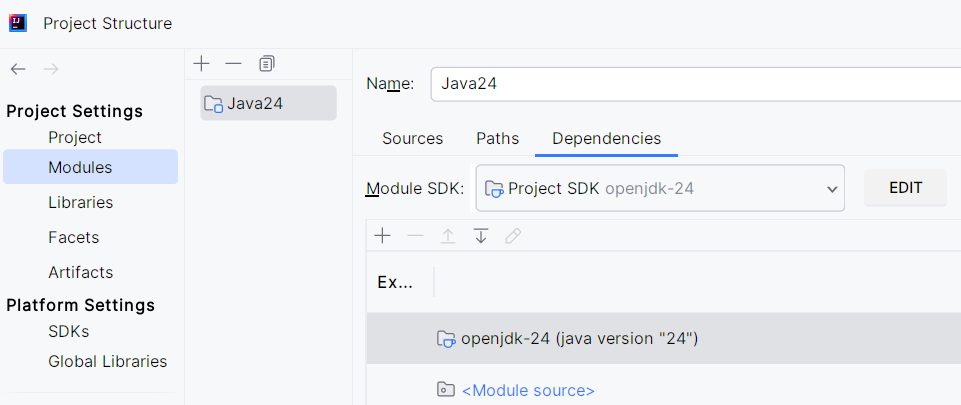 Project Structure
Project Settings
Project
Modules
Libraries
Facets
Artifacts
Platform Settings
SDKs
Global Libraries
Java24
Name: Java24
Sources Paths Dependencies
Module SDK: Project SDK openjdk-24 EDIT
Ex...
openjdk-24 (java version "24")
<Module source>